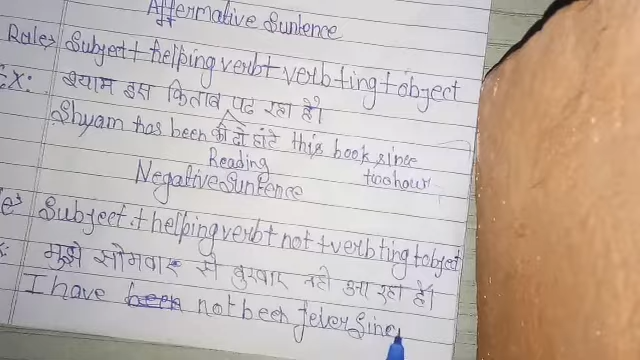 Affermative Suntence
Rule→ Subject + helping verb + verb + ing + object
Ex: श्याम इस किताब पढ़ रहा है।
को दो घंटे
Shyam has been Reading this book since two hour
Negative Suntence
Subject + helping verb + not + verb + ing + object
मुझे सोमवार से बुखार नही आ रहा है।
I have not been fever Sinc